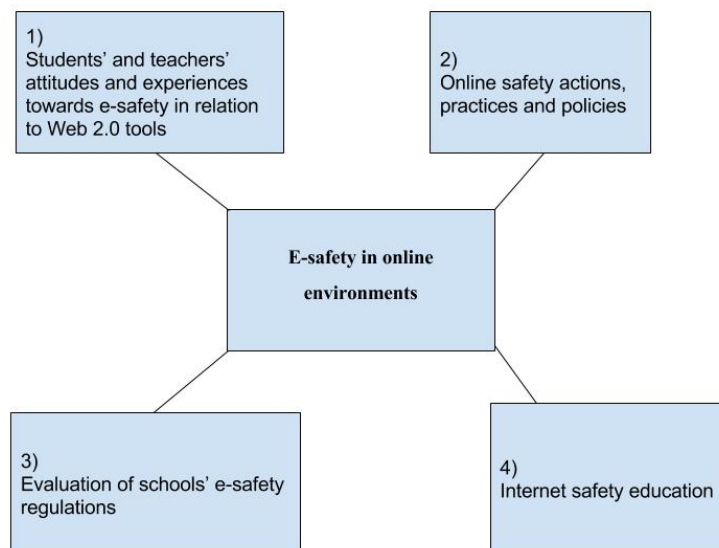 1)
Students’ and teachers’
attitudes and experiences
towards e-safety in relation
to Web 2.0 tools
2)
Online safety actions,
practices and policies
E-safety in online
environments
3)
Evaluation of schools’ e-safety
regulations
4)
Internet safety education